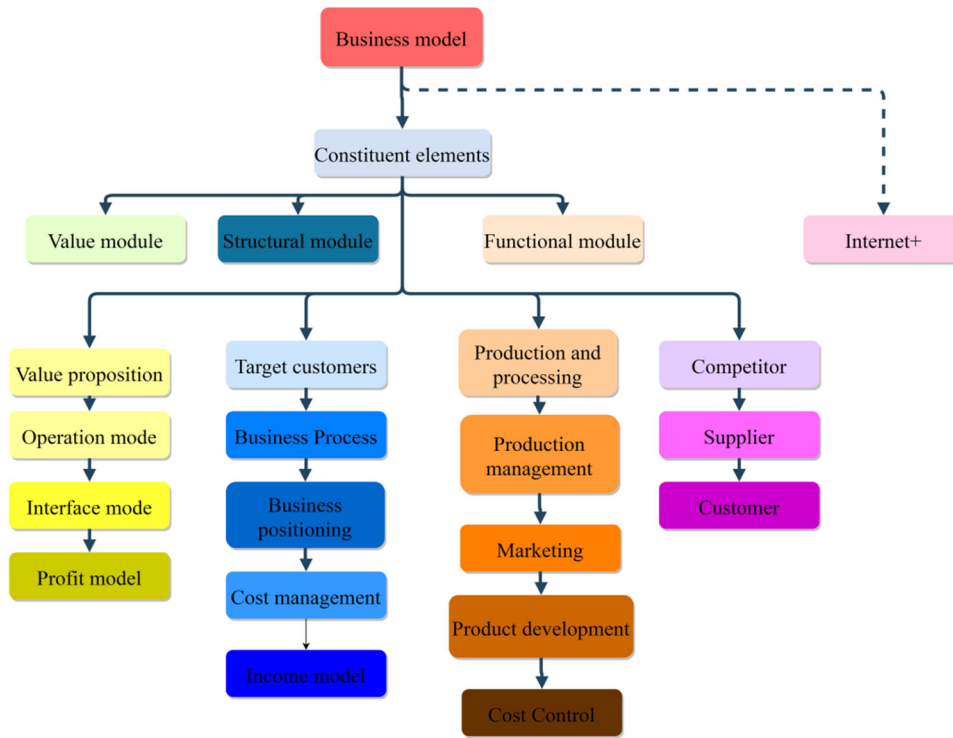 Business model
Constituent elements
Value module
Structural module
Functional module
Internet+
Value proposition
Operation mode
Interface mode
Profit model
Target customers
Business Process
Business
positioning
Cost management
Income model
Production and
processing
Production
management
Marketing
Product development
Cost Control
Competitor
Supplier
Customer